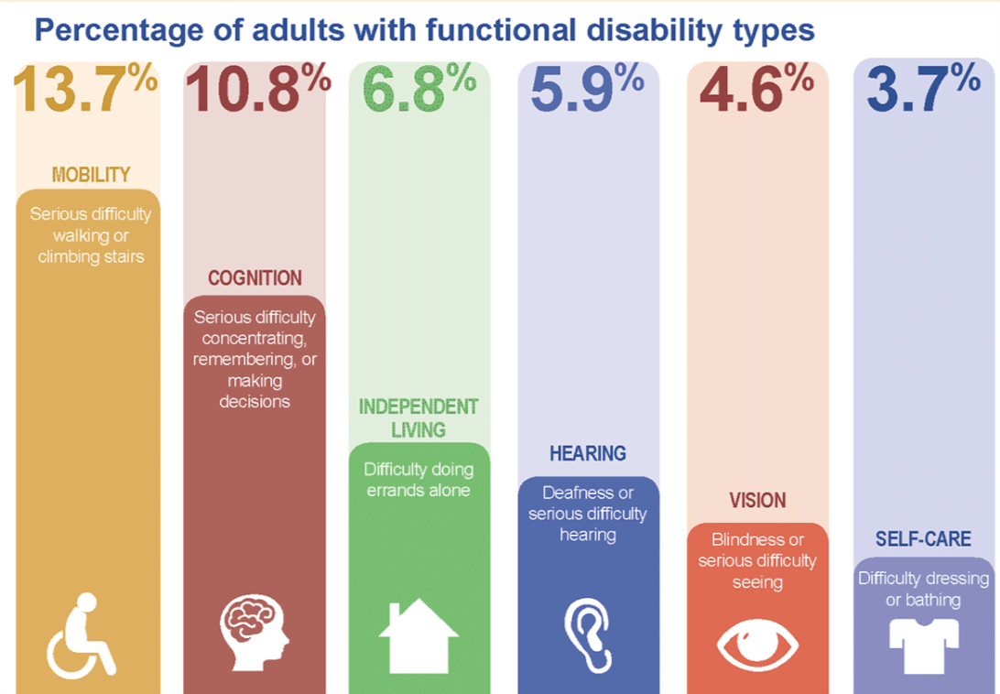 Percentage of adults with functional disability types
13.7%
10.8%
6.8%
5.9%
4.6%
3.7%
MOBILITY
Serious difficulty
walking or
climbing stairs
COGNITION
Serious difficulty
concentrating,
remembering, or
making
decisions
INDEPENDENT
LIVING
Difficulty doing
errands alone
HEARING
Deafness or
serious difficulty
hearing
VISION
Blindness or
serious difficulty
seeing
SELF-CARE
Difficulty dressing
or bathing